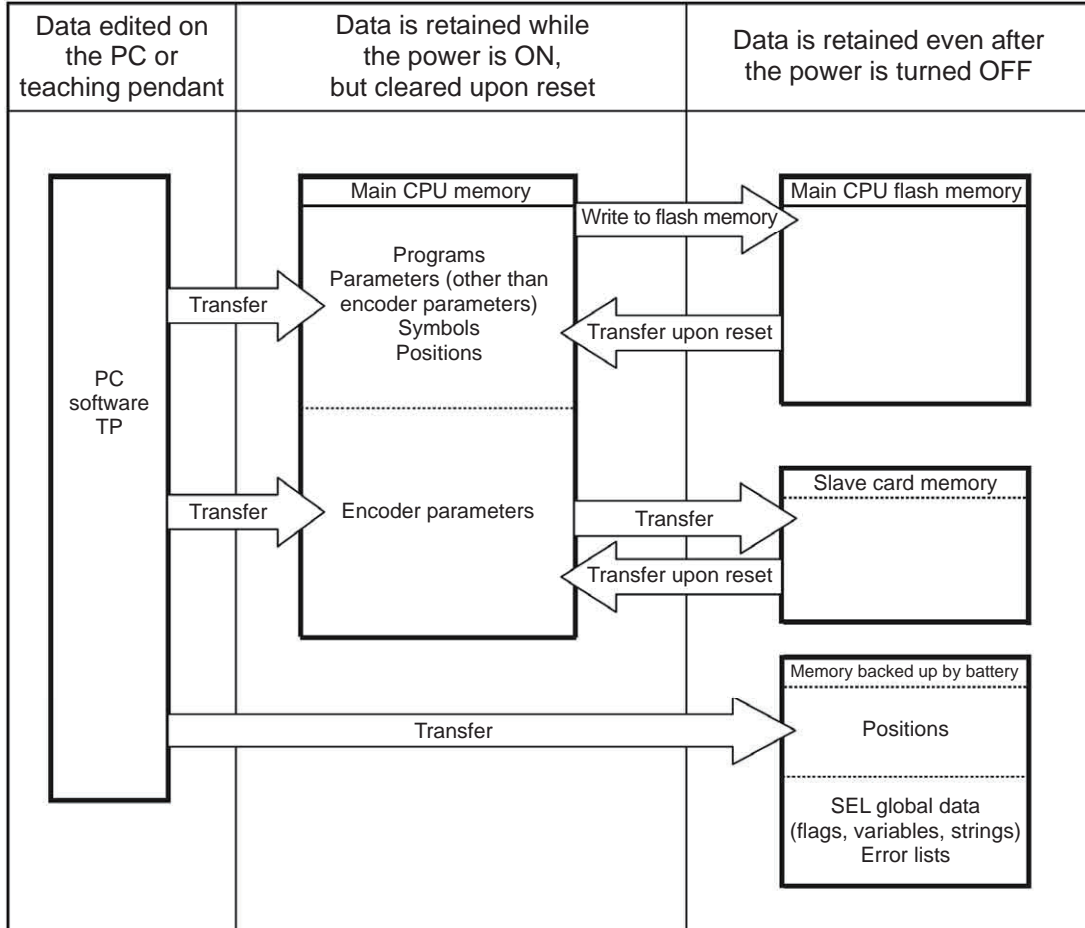 Data edited on
the PC or
teaching pendant
Data is retained while
the power is ON,
but cleared upon reset
Data is retained even after
the power is turned OFF
PC
software
TP
Transfer
Transfer
Transfer
Main CPU memory
Programs
Parameters (other than
encoder parameters)
Symbols
Positions
Encoder parameters
Write to flash memory
Transfer upon reset
Transfer
Transfer upon reset
Main CPU flash memory
Slave card memory
Memory backed up by battery
Positions
SEL global data
(flags, variables, strings)
Error lists